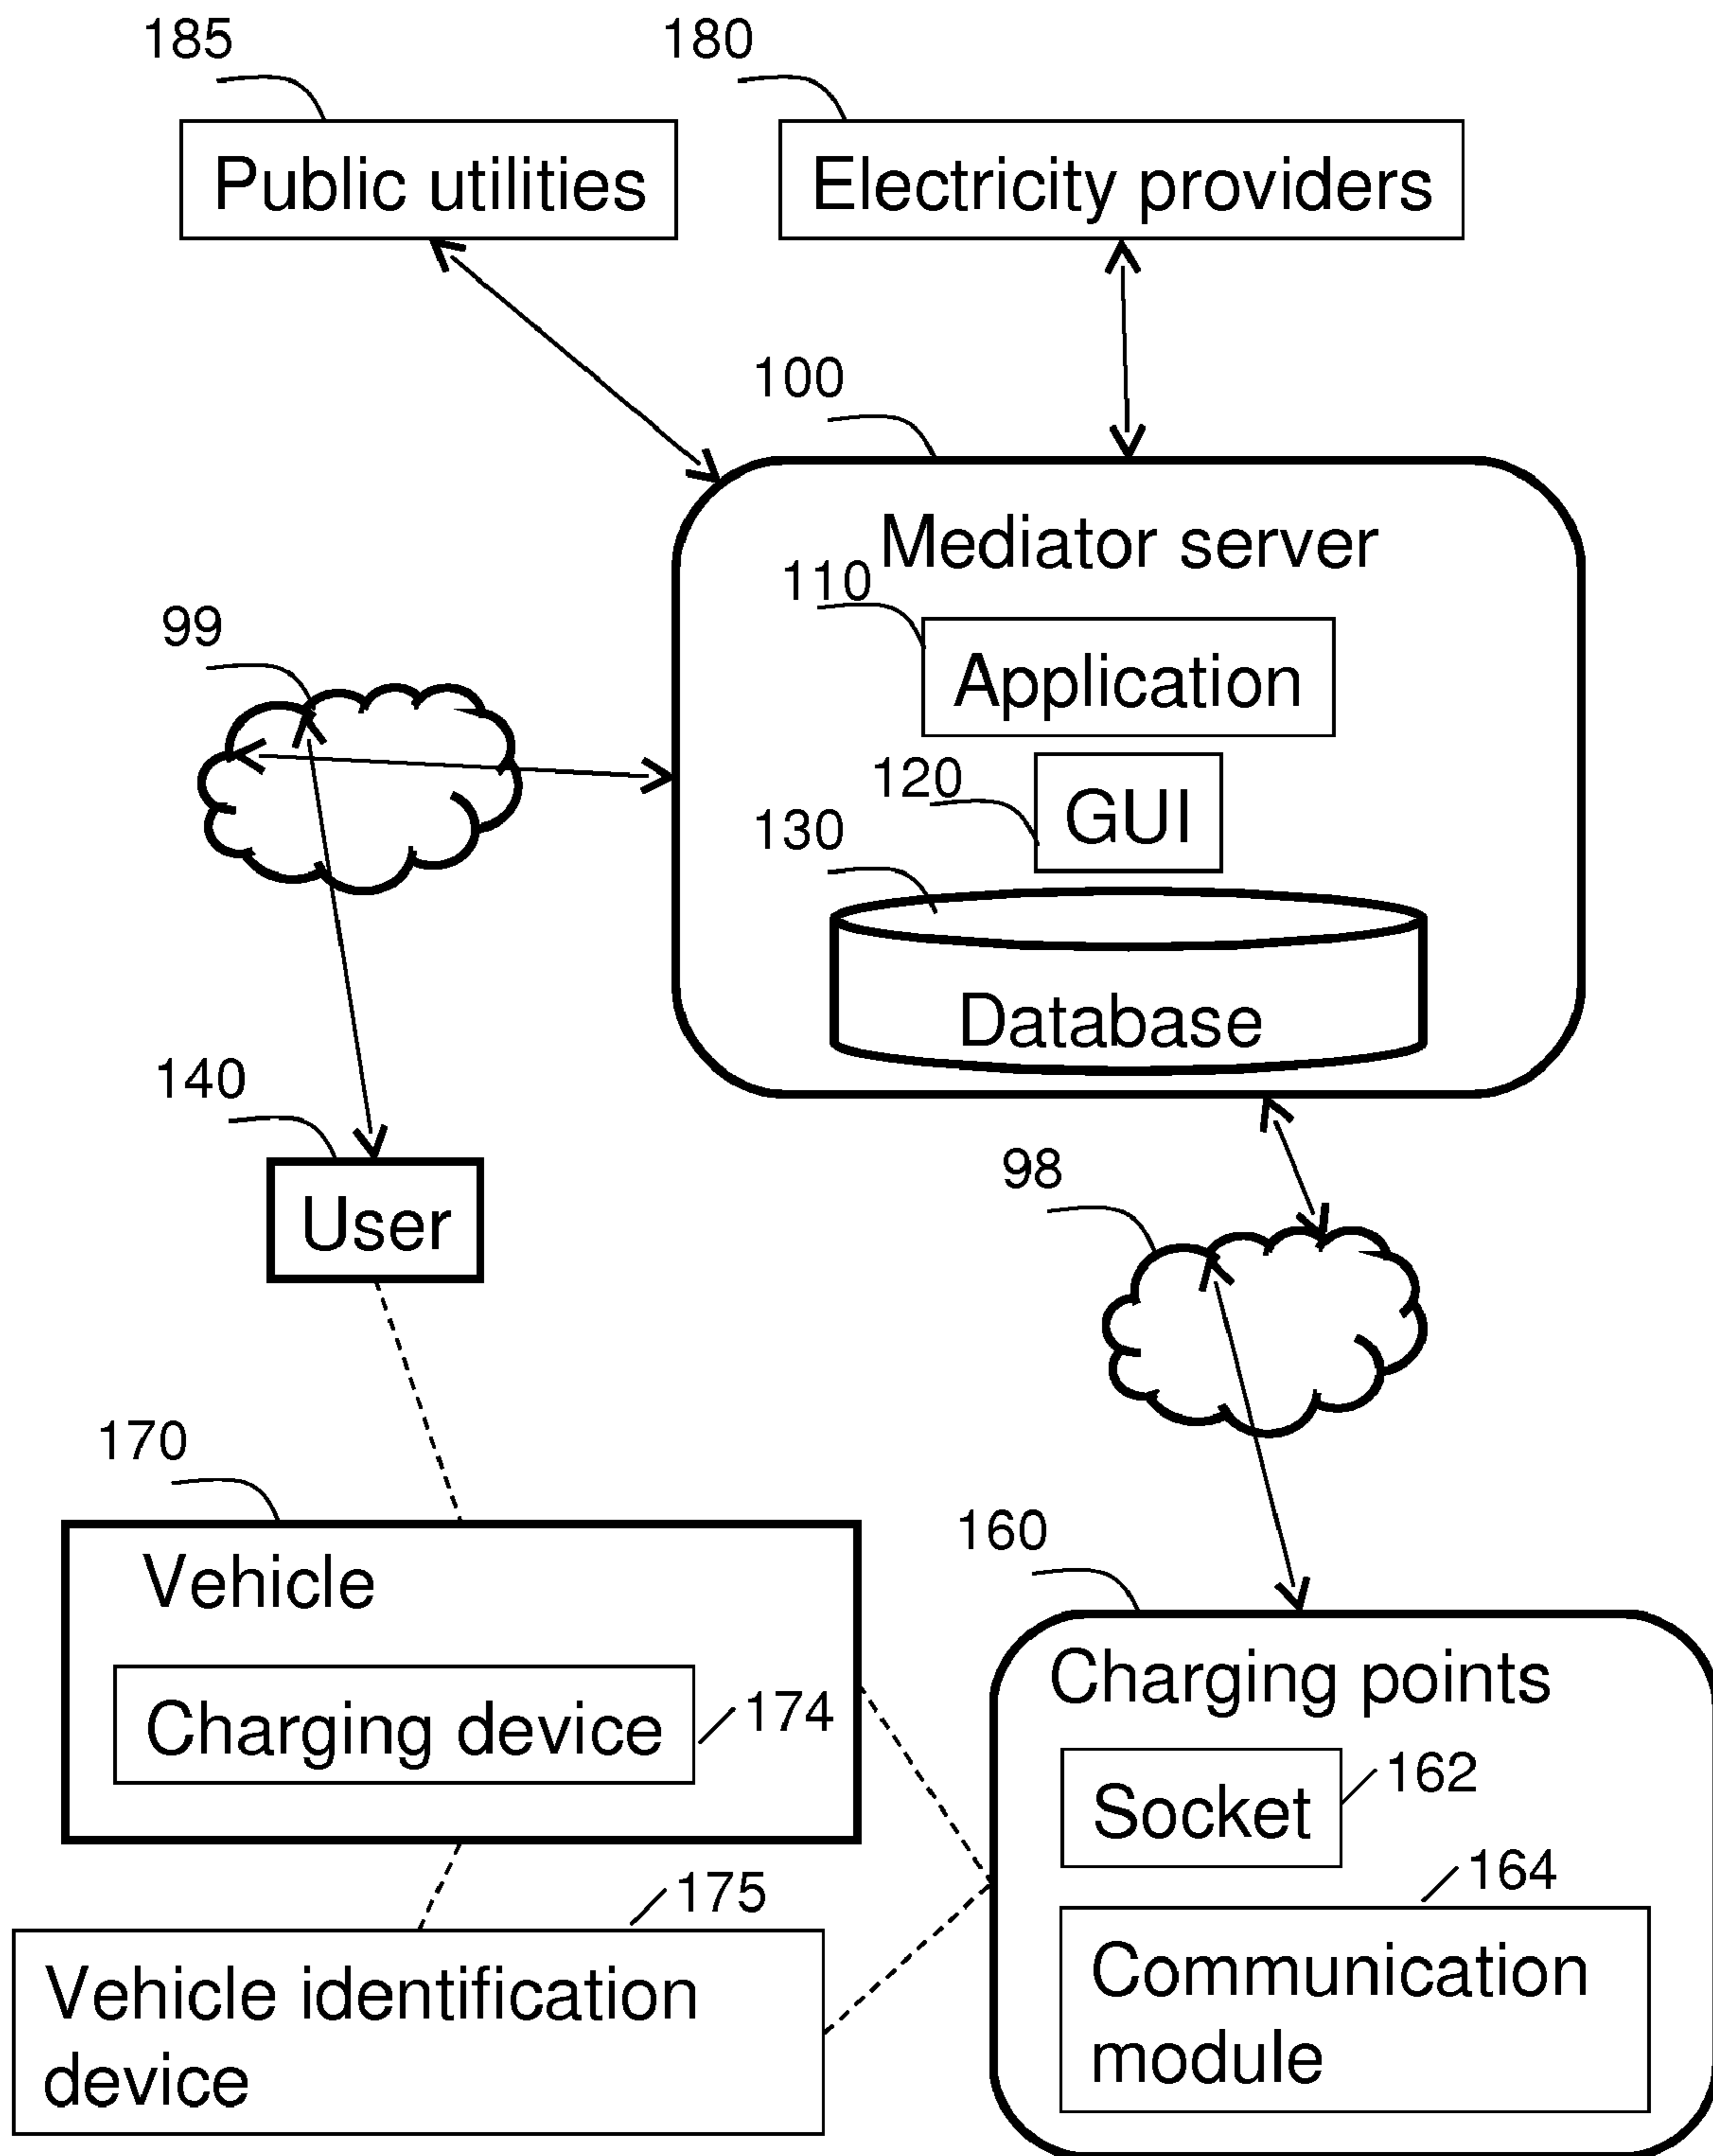 185
180
Public utilities
Electricity providers
100
Mediator server
110
99
Application
120
GUI
130
Database
140
98
User
170
160
Vehicle
Charging points
Charging device
174
162
Socket
175
164
Vehicle identification
device
Communication
module